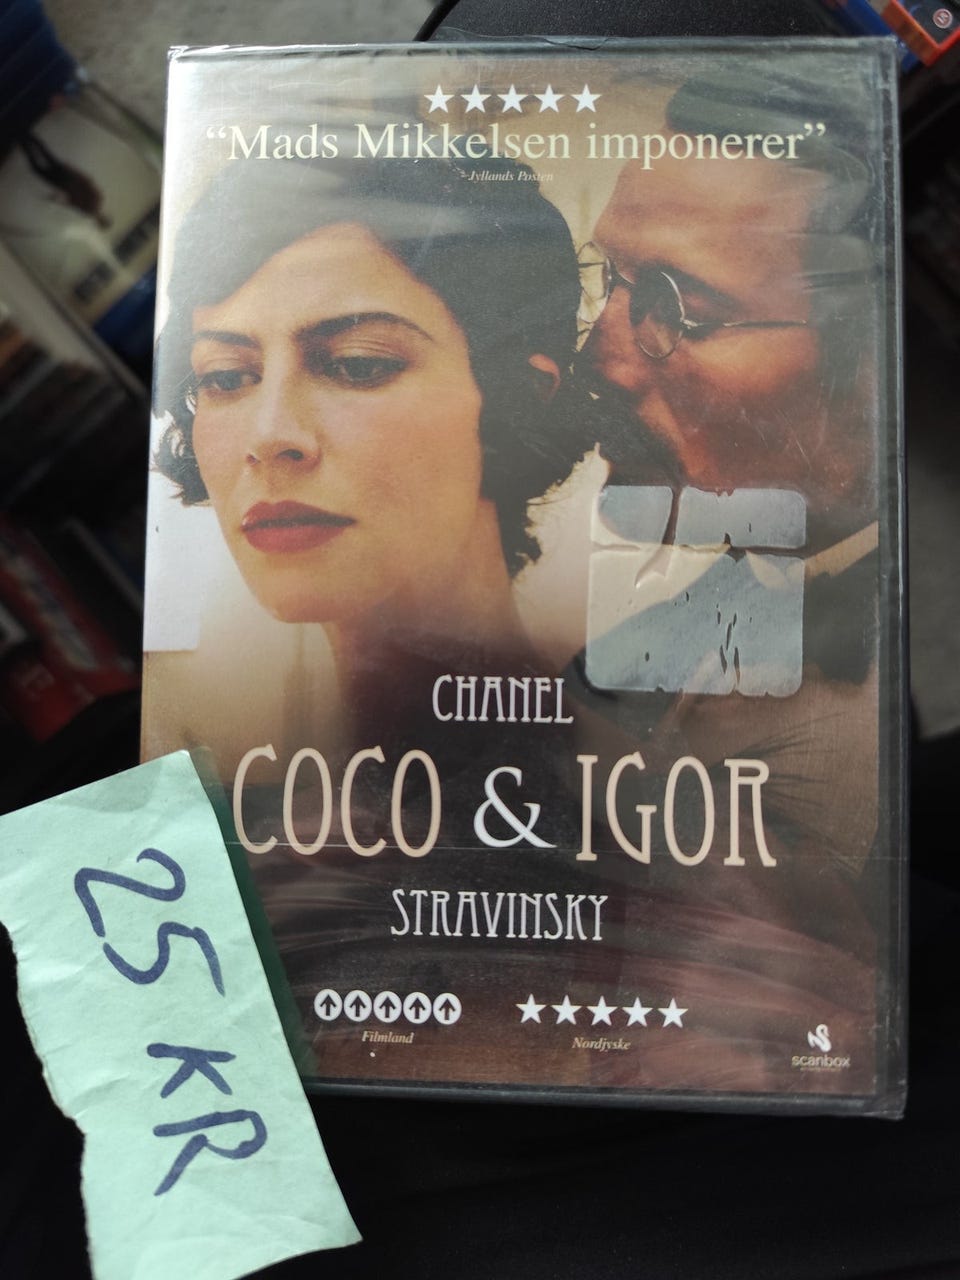 “Mads Mikkelsen imponerer”
- Jyllands Posten
CHANEL
COCO & IGOR
STRAVINSKY
Filmland
Nordjyske
scanbox
25 KR